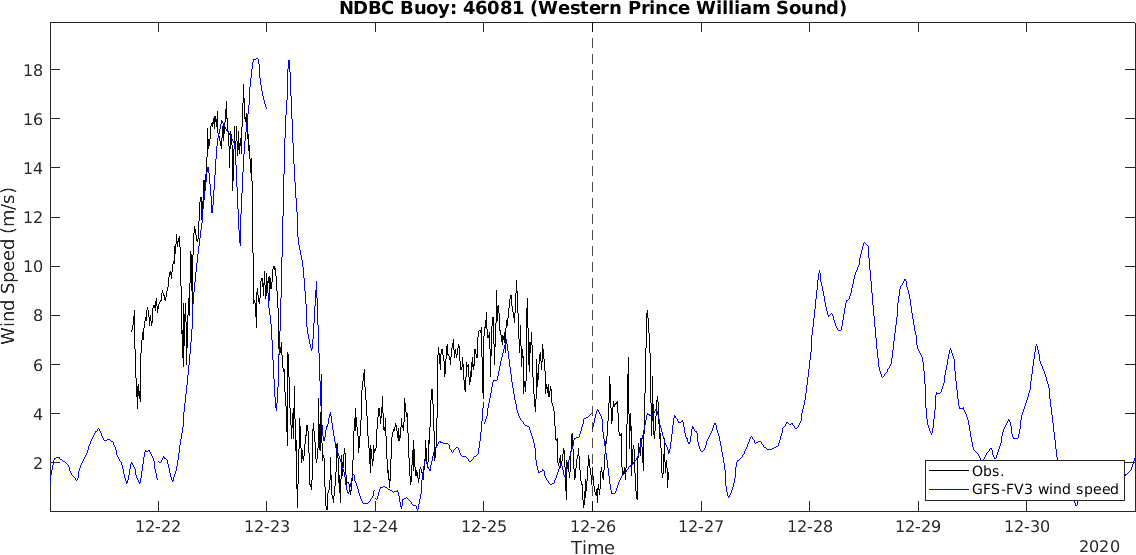 NDBC Buoy: 46081 (Western Prince William Sound)
Wind Speed (m/s)
18
16
14
12
10
8
6
4
2
Obs.
GFS-FV3 wind speed
12-22 12-23 12-24 12-25 12-26 12-27 12-28 12-29 12-30
Time
2020